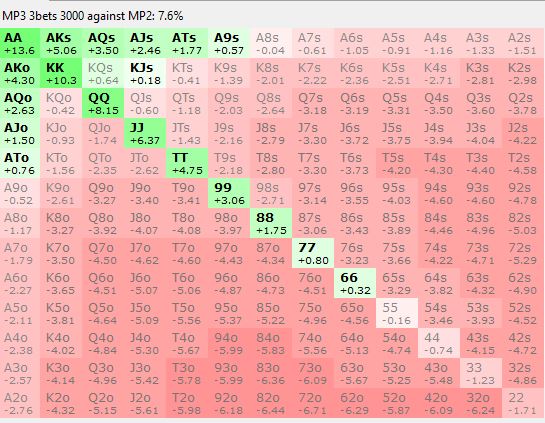 MP3 3bets 3000 against MP2: 7.6%
AA AKs AQs AJs ATs A9s A8s A7s A6s A5s A4s A3s A2s
+13.6 +5.06 +3.50 +2.46 +1.77 +0.57 -0.04 -0.61 -1.05 -0.91 -1.16 -1.33 -1.51
AKo KK KQs KJs KTs K9s K8s K7s K6s K5s K4s K3s K2s
+4.30 +10.3 +0.64 +0.18 -0.41 -1.39 -2.01 -2.22 -2.36 -2.51 -2.71 -2.81 -2.98
AQo KQo QQ QJs QTs Q9s Q8s Q7s Q6s Q5s Q4s Q3s Q2s
+2.63 -0.42 +8.15 -0.60 -1.18 -2.03 -2.64 -3.18 -3.19 -3.31 -3.50 -3.60 -3.78
AJo KJo QJo JJ JTs J9s J8s J7s J6s J5s J4s J3s J2s
+1.50 -0.93 -1.74 +6.37 -1.43 -2.16 -2.79 -3.30 -3.72 -3.75 -3.94 -4.04 -4.22
ATo KTo QTo JTo TT T9s T8s T7s T6s T5s T4s T3s T2s
+0.76 -1.56 -2.35 -2.62 +4.75 -2.18 -2.80 -3.30 -3.73 -4.20 -4.30 -4.40 -4.58
A9o K9o Q9o J9o T9o 99 98s 97s 96s 95s 94s 93s 92s
-0.52 -2.61 -3.27 -3.40 -3.41 +3.06 -2.71 -3.14 -3.55 -4.03 -4.60 -4.60 -4.78
A8o K8o Q8o J8o T8o 98o 88 87s 86s 85s 84s 83s 82s
-1.17 -3.27 -3.92 -4.07 -4.08 -3.97 +1.75 -3.06 -3.43 -3.89 -4.46 -4.96 -5.03
A7o K7o Q7o J7o T7o 97o 87o 77 76s 75s 74s 73s 72s
-1.79 -3.50 -4.50 -4.62 -4.60 -4.43 -4.34 +0.80 -3.23 -3.66 -4.22 -4.71 -5.29
A6o K6o Q6o J6o T6o 96o 86o 76o 66 65s 64s 63s 62s
-2.27 -3.65 -4.51 -5.07 -5.06 -4.87 -4.73 -4.51 +0.32 -3.29 -3.82 -4.32 -4.90
A5o K5o Q5o J5o T5o 95o 85o 75o 65o 55 54s 53s 52s
-2.11 -3.81 -4.64 -5.09 -5.56 -5.37 -5.22 -4.96 -4.56 -0.16 -3.46 -3.93 -4.52
A4o K4o Q4o J4o T4o 94o 84o 74o 64o 54o 44 43s 42s
-2.38 -4.02 -4.84 -5.30 -5.67 -5.99 -5.83 -5.56 -5.13 -4.74 -0.74 -4.15 -4.72
A3o K3o Q3o J3o T3o 93o 83o 73o 63o 53o 43o 33 32s
-2.57 -4.14 -4.96 -5.42 -5.78 -5.99 -6.36 -6.09 -5.67 -5.25 -5.48 -1.23 -4.86
A2o K2o Q2o J2o T2o 92o 82o 72o 62o 52o 42o 32o 22
-2.76 -4.32 -5.15 -5.61 -5.98 -6.18 -6.44 -6.71 -6.29 -5.87 -6.09 -6.24 -1.71